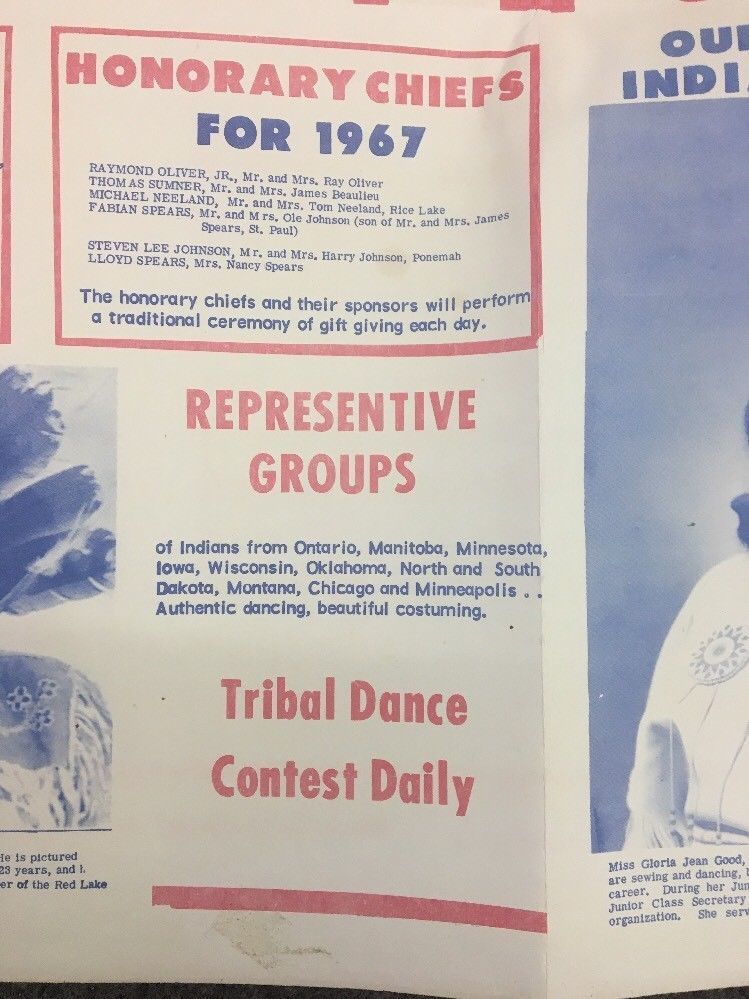 HONORARY CHIEFS
FOR 1967
RAYMOND OLIVER, JR., Mr. and Mrs. Ray Oliver
THOMAS SUMNER, Mr. and Mrs. James Beaulieu
MICHAEL NEELAND, Mr. and Mrs. Tom Neeland, Rice Lake
FABIAN SPEARS, Mr. and Mrs. Ole Johnson (son of Mr. and Mrs. James
Spears, St. Paul)
STEVEN LEE JOHNSON, Mr. and Mrs. Harry Johnson, Ponemah
LLOYD SPEARS, Mrs. Nancy Spears
The honorary chiefs and their sponsors will perform
a traditional ceremony of gift giving each day.
REPRESENTIVE
GROUPS
of Indians from Ontario, Manitoba, Minnesota,
Iowa, Wisconsin, Oklahoma, North and South
Dakota, Montana, Chicago and Minneapolis . .
Authentic dancing, beautiful costuming.
Tribal Dance
Contest Daily
He is pictured
23 years, and
er of the Red Lake
OU
INDI
Miss Gloria Jean Good,
are sewing and dancing,
career. During her Jun
Junior Class Secretary
organization. She serv